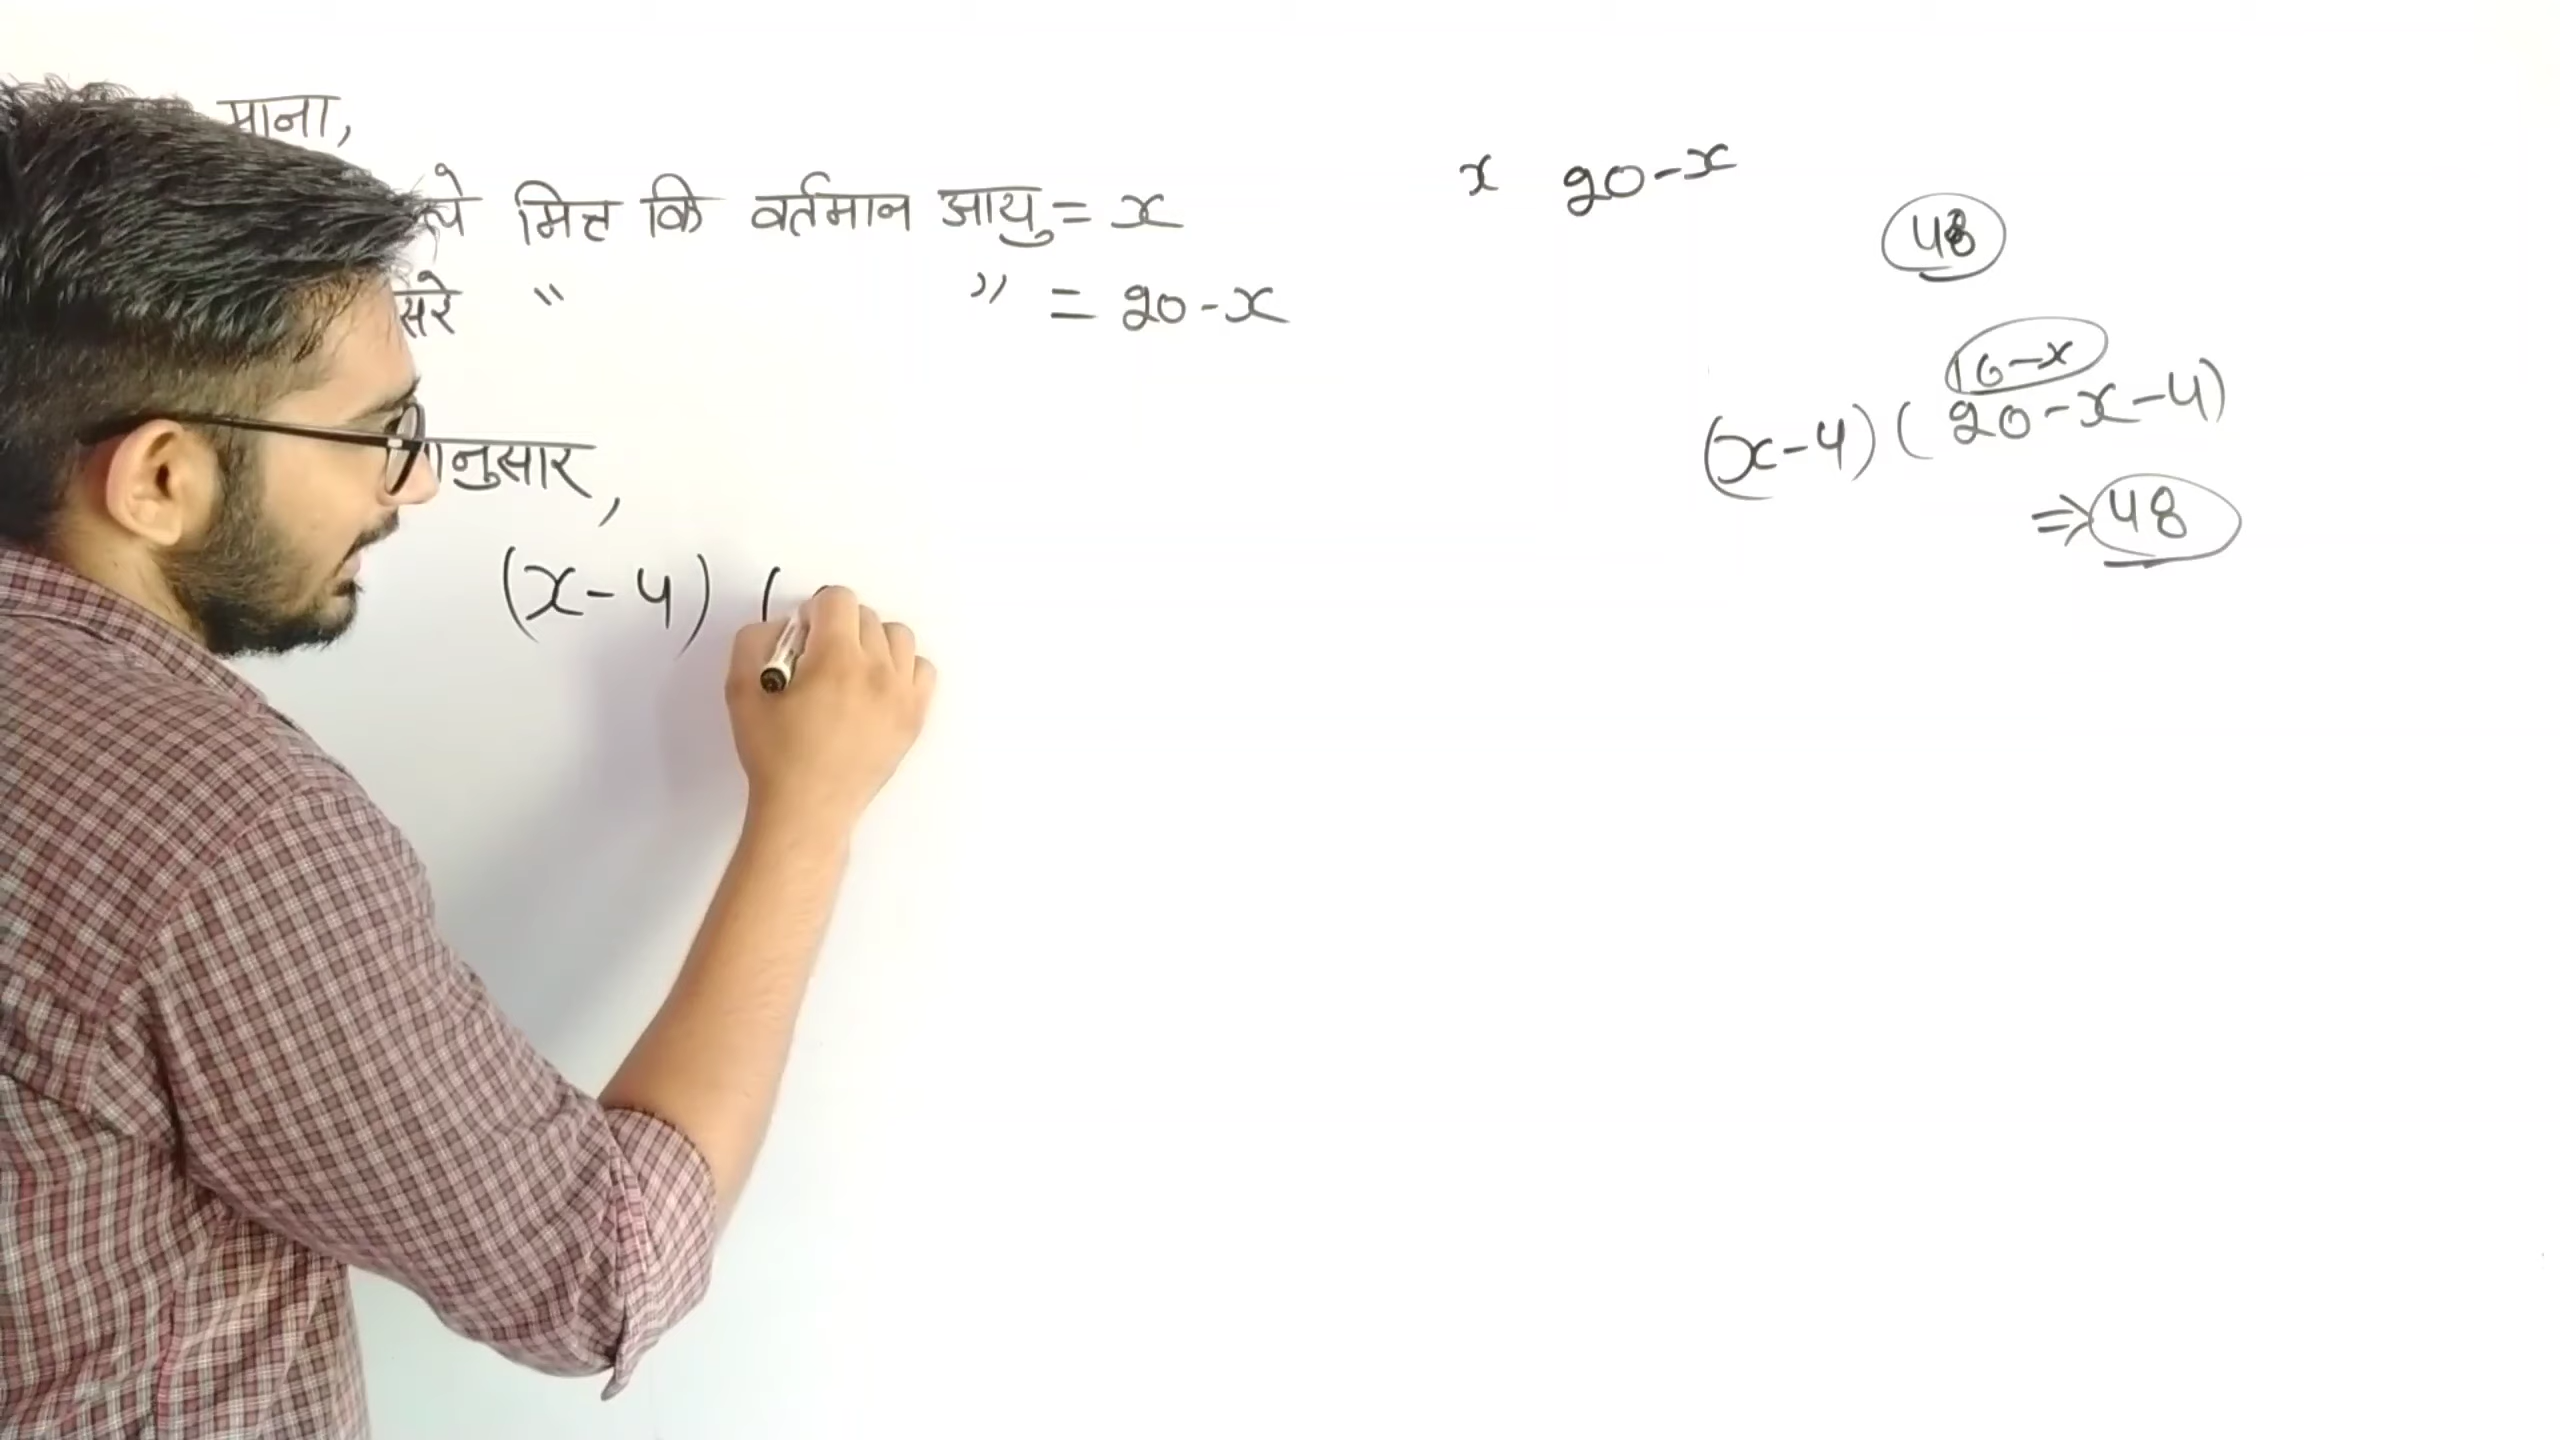 माना,
मित्त कि वर्तमान आयु = x
सरे " " = 20-x
नुसार,
(x-4) (
x 20-x
48
16-x
(x-4) (20-x-4)
⇒ 48